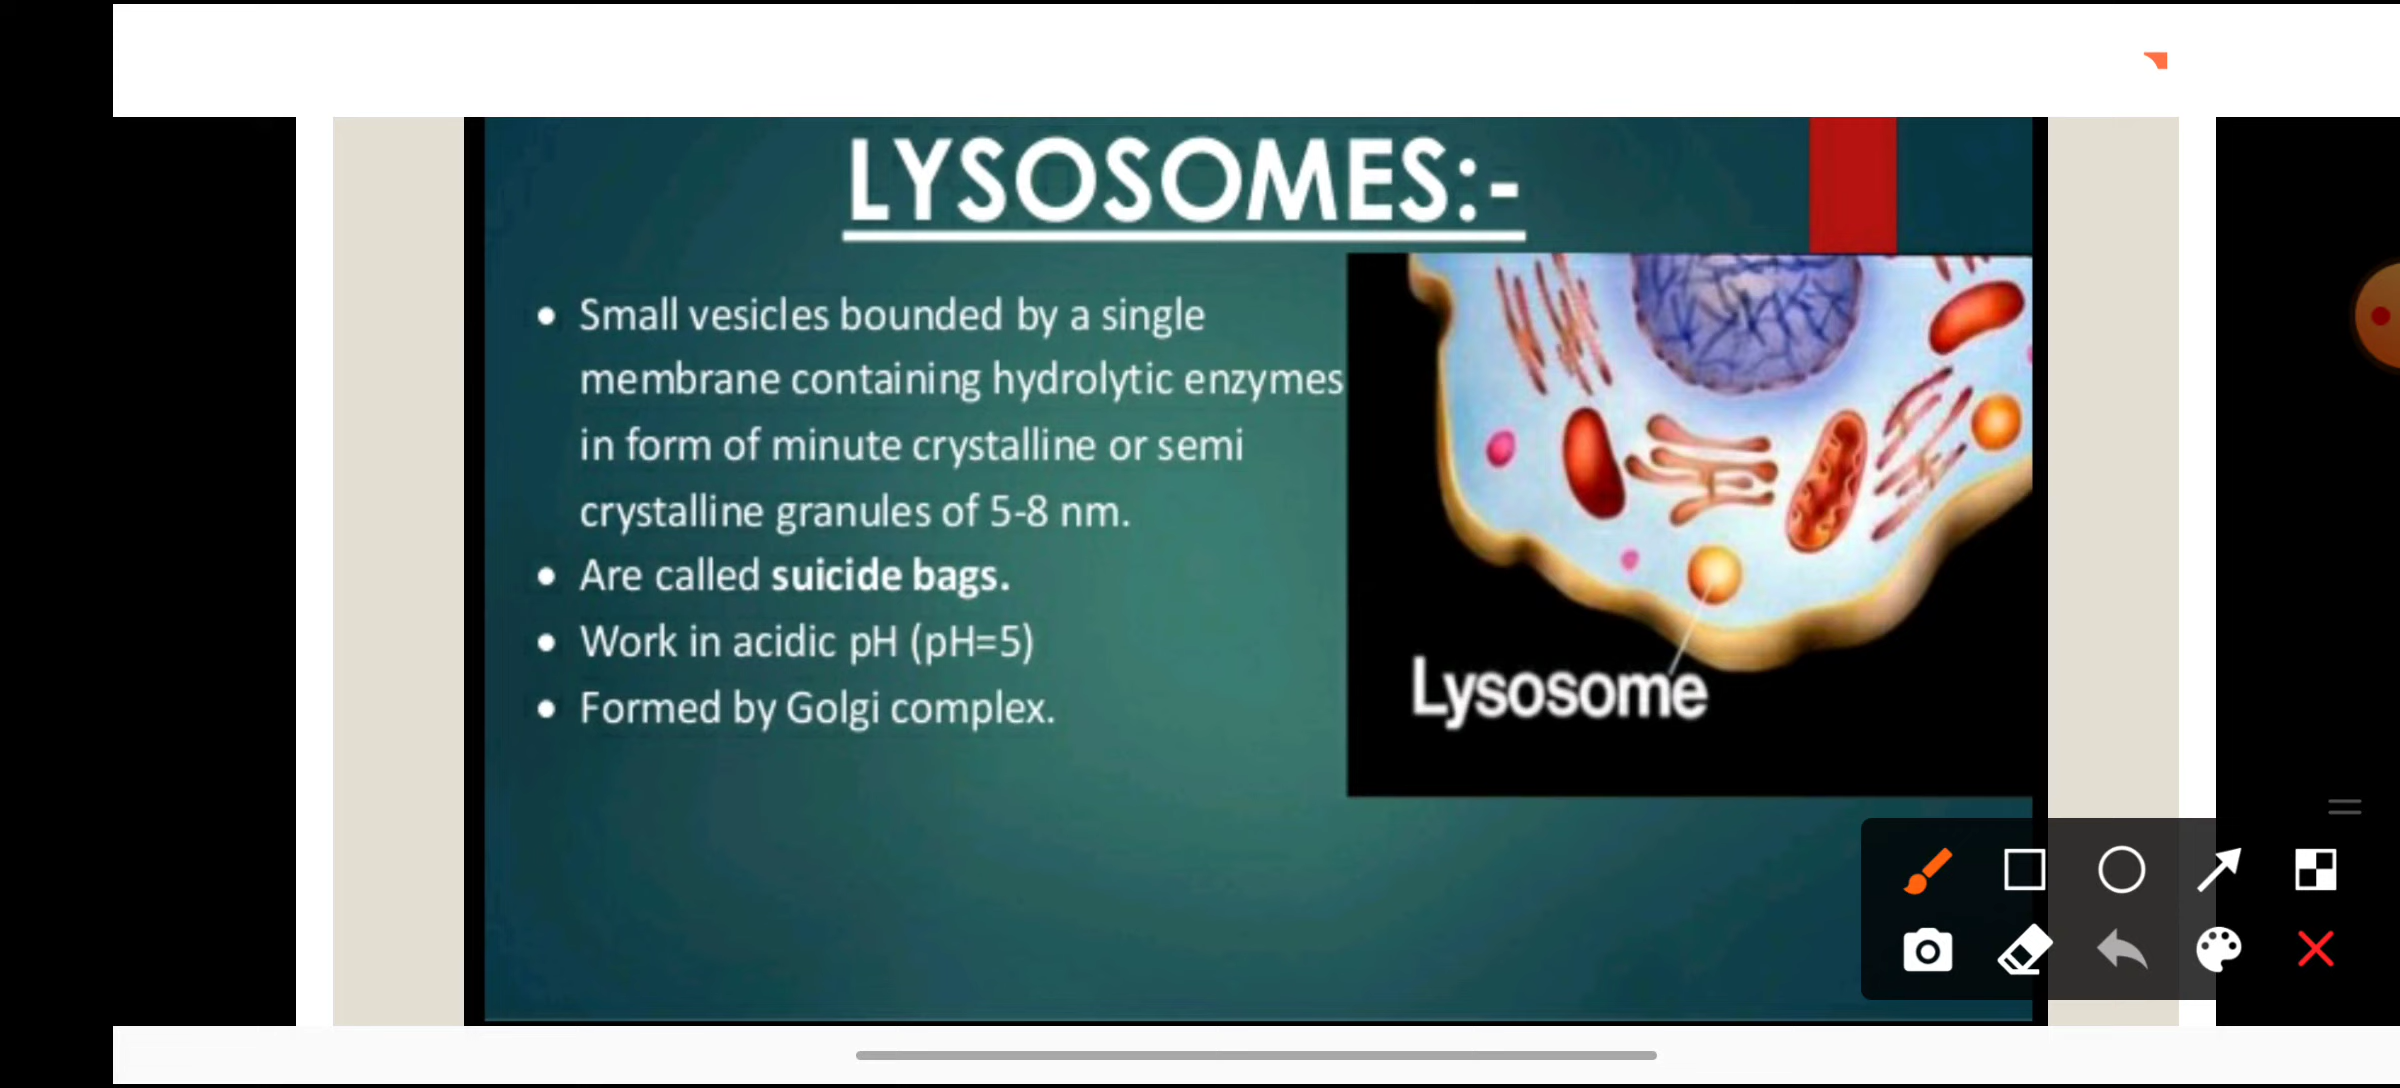 LYSOSOMES:-
• Small vesicles bounded by a single
membrane containing hydrolytic enzymes
in form of minute crystalline or semi
crystalline granules of 5-8 nm.
• Are called suicide bags.
• Work in acidic pH (pH=5)
• Formed by Golgi complex.
Lysosome